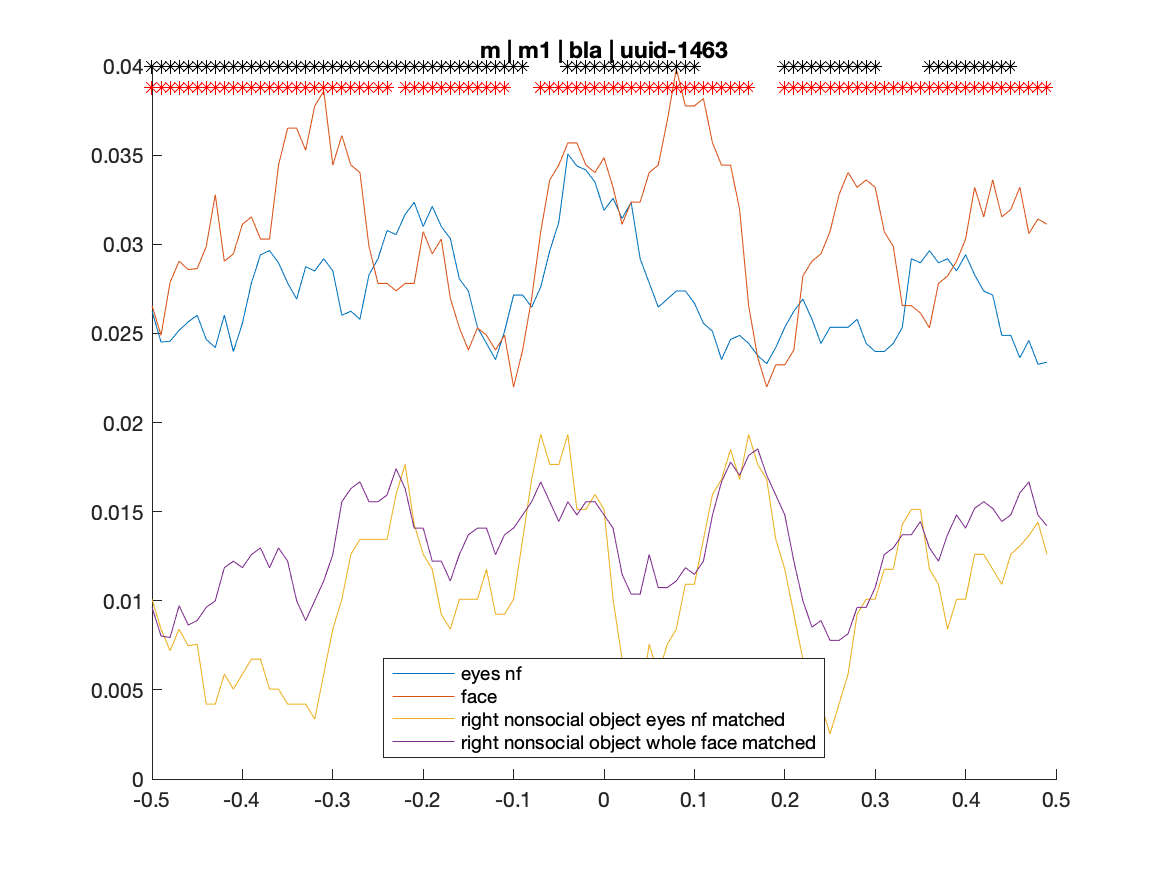 m | m1 | bla | uuid-1463
0.04
0.035
0.03
0.025
0.02
0.015
0.01
0.005
0
eyes nf
face
right nonsocial object eyes nf matched
right nonsocial object whole face matched
-0.5 -0.4 -0.3 -0.2 -0.1 0 0.1 0.2 0.3 0.4 0.5